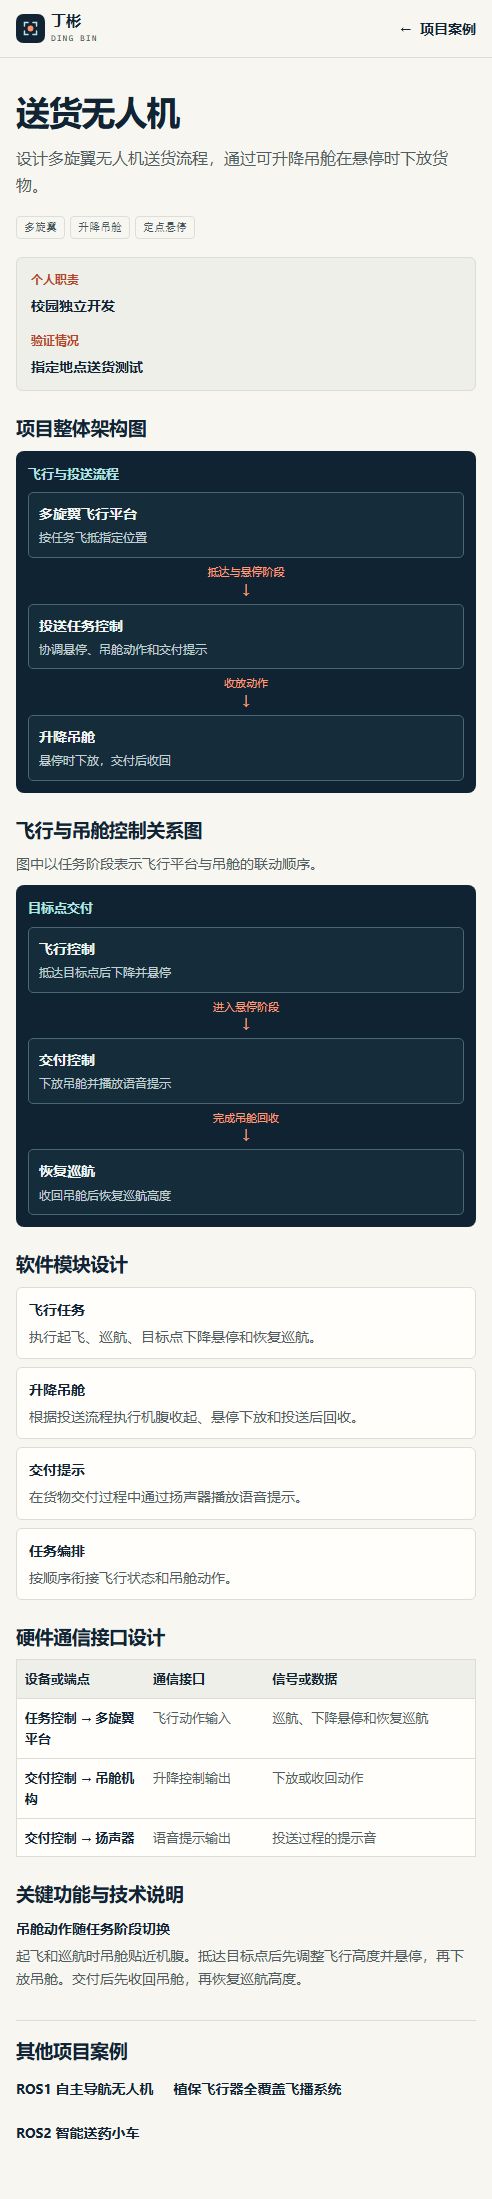 丁彬
DING BIN
← 项目案例
送货无人机
设计多旋翼无人机送货流程，通过可升降吊舱在悬停时下放货
物。
多旋翼
升降吊舱
定点悬停
个人职责
校园独立开发
验证情况
指定地点送货测试
项目整体架构图
飞行与投送流程
多旋翼飞行平台
按任务飞抵指定位置
抵达与悬停阶段
↓
投送任务控制
协调悬停、吊舱动作和交付提示
收放动作
↓
升降吊舱
悬停时下放，交付后收回
飞行与吊舱控制关系图
图中以任务阶段表示飞行平台与吊舱的联动顺序。
目标点交付
飞行控制
抵达目标点后下降并悬停
进入悬停阶段
↓
交付控制
下放吊舱并播放语音提示
完成吊舱回收
↓
恢复巡航
收回吊舱后恢复巡航高度
软件模块设计
飞行任务
执行起飞、巡航、目标点下降悬停和恢复巡航。
升降吊舱
根据投送流程执行机腹收起、悬停下放和投送后回收。
交付提示
在货物交付过程中通过扬声器播放语音提示。
任务编排
按顺序衔接飞行状态和吊舱动作。
硬件通信接口设计
设备或端点 通信接口 信号或数据
任务控制 → 多旋翼 飞行动作输入 巡航、下降悬停和恢复巡航
平台
交付控制 → 吊舱机 升降控制输出 下放或收回动作
构
交付控制 → 扬声器 语音提示输出 投送过程的提示音
关键功能与技术说明
吊舱动作随任务阶段切换
起飞和巡航时吊舱贴近机腹。抵达目标点后先调整飞行高度并悬停，再下
放吊舱。交付后先收回吊舱，再恢复巡航高度。
其他项目案例
ROS1 自主导航无人机 植保飞行器全覆盖飞播系统
ROS2 智能送药小车